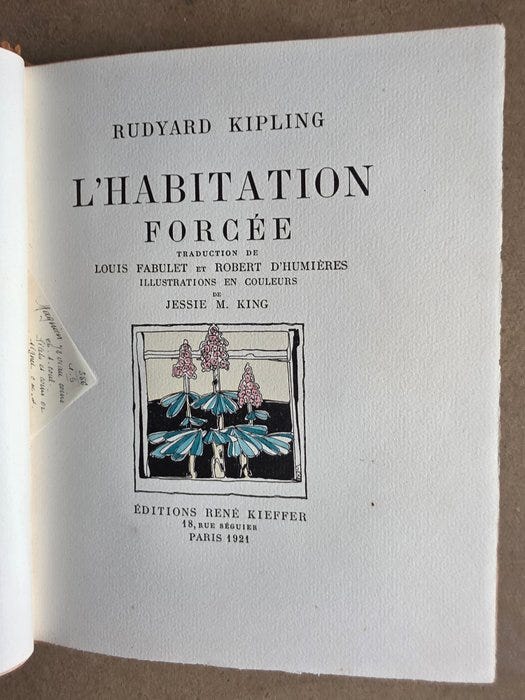 RUDYARD KIPLING
L'HABITATION
FORCÉE
TRADUCTION DE
LOUIS FABULET ET ROBERT D'HUMIÈRES
ILLUSTRATIONS EN COULEURS
DE
JESSIE M. KING
ÉDITIONS RENÉ KIEFFER
18, RUE SÉGUIER
PARIS 1921